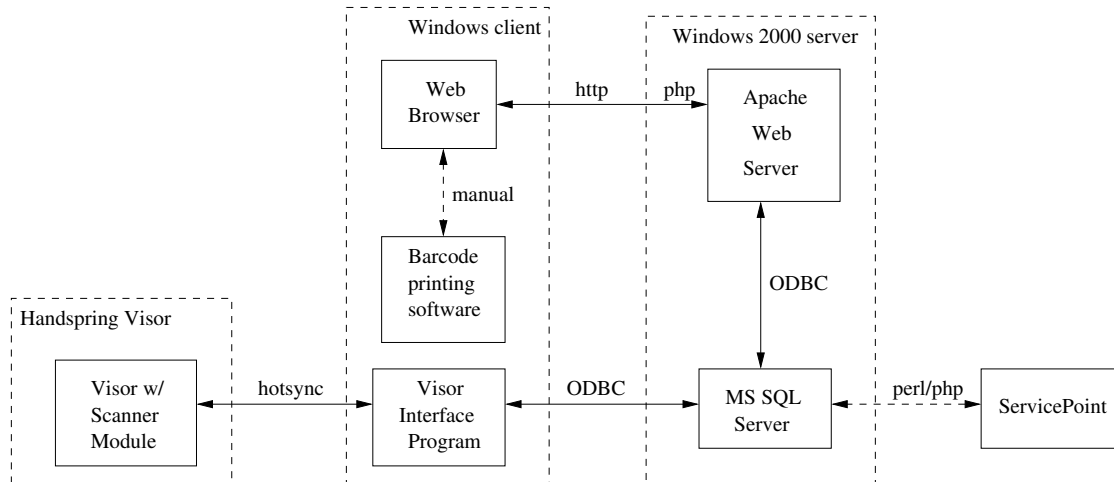 Windows client
Windows 2000 server
Web
Browser
http
php
Apache
Web
Server
manual
Barcode
printing
software
ODBC
Handspring Visor
Visor w/
Scanner
Module
hotsync
Visor
Interface
Program
ODBC
MS SQL
Server
perl/php
ServicePoint